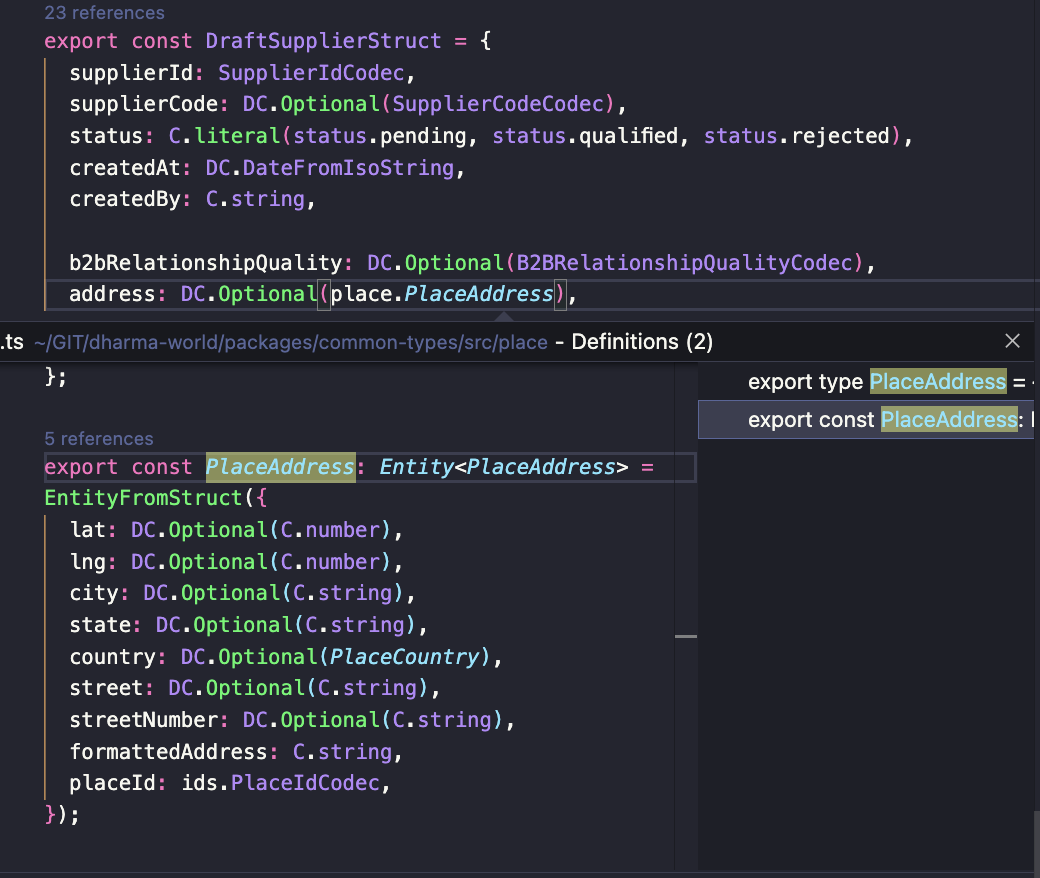 23 references
export const DraftSupplierStruct = {
supplierId: SupplierIdCodec,
supplierCode: DC.Optional(SupplierCodeCodec),
status: C.literal(status.pending, status.qualified, status.rejected),
createdAt: DC.DateFromIsoString,
createdBy: C.string,
b2bRelationshipQuality: DC.Optional(B2BRelationshipQualityCodec),
address: DC.Optional(place.PlaceAddress),
.ts ~/GIT/dharma-world/packages/common-types/src/place - Definitions (2)
};
5 references
export const PlaceAddress: Entity<PlaceAddress> =
EntityFromStruct({
lat: DC.Optional(C.number),
lng: DC.Optional(C.number),
city: DC.Optional(C.string),
state: DC.Optional(C.string),
country: DC.Optional(PlaceCountry),
street: DC.Optional(C.string),
streetNumber: DC.Optional(C.string),
formattedAddress: C.string,
placeId: ids.PlaceIdCodec,
});
export type PlaceAddress =
export const PlaceAddress: